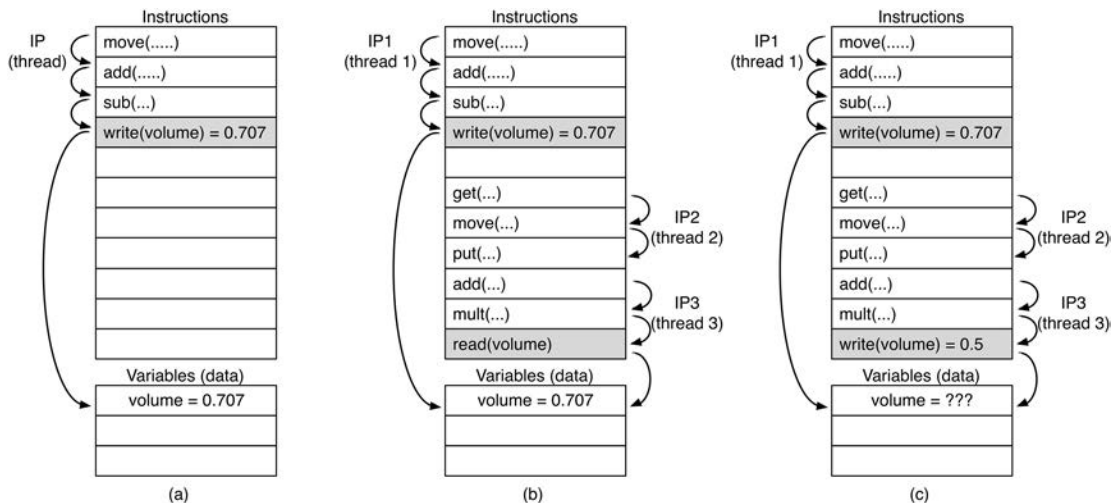 Instructions
IP
(thread)
move(.....)
add(.....)
sub(...)
write(volume) = 0.707
Variables (data)
volume = 0.707
(a)
Instructions
IP1
(thread 1)
move(.....)
add(.....)
sub(...)
write(volume) = 0.707
get(...)
move(...)
put(...)
add(...)
mult(...)
read(volume)
IP2
(thread 2)
IP3
(thread 3)
Variables (data)
volume = 0.707
(b)
Instructions
IP1
(thread 1)
move(.....)
add(.....)
sub(...)
write(volume) = 0.707
get(...)
move(...)
put(...)
add(...)
mult(...)
write(volume) = 0.5
IP2
(thread 2)
IP3
(thread 3)
Variables (data)
volume = ???
(c)